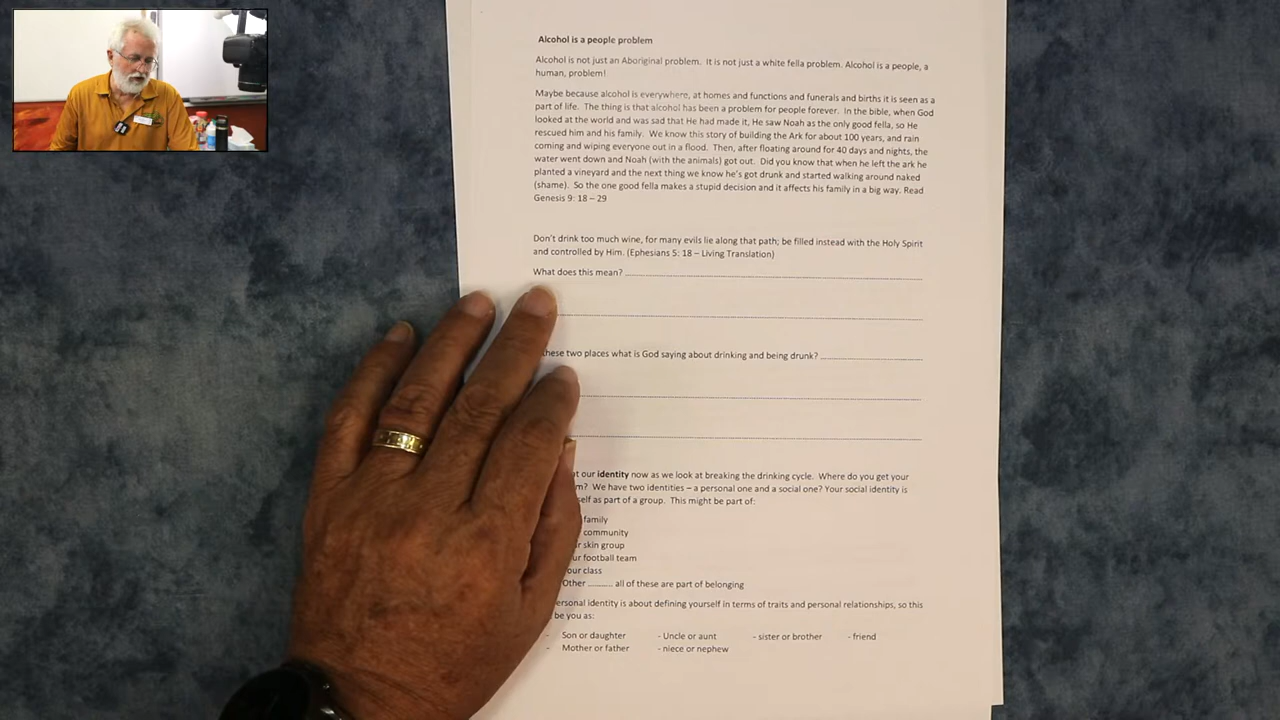 Alcohol is a people problem
Alcohol is not just an Aboriginal problem. It is not just a white fella problem. Alcohol is a people, a
human, problem!
Maybe because alcohol is everywhere, at homes and functions and funerals and births it is seen as a
part of life. The thing is that alcohol has been a problem for people forever. In the bible, when God
looked at the world and was sad that He had made it, He saw Noah as the only good fella, so He
rescued him and his family. We know this story of building the Ark for about 100 years, and rain
coming and wiping everyone out in a flood. Then, after floating around for 40 days and nights, the
water went down and Noah (with the animals) got out. Did you know that when he left the ark he
planted a vineyard and the next thing we know he's got drunk and started walking around naked
(shame). So the one good fella makes a stupid decision and it affects his family in a big way. Read
Genesis 9: 18 – 29
Don't drink too much wine, for many evils lie along that path; be filled instead with the Holy Spirit
and controlled by Him. (Ephesians 5: 18 – Living Translation)
What does this mean?
these two places what is God saying about drinking and being drunk?
at our identity now as we look at breaking the drinking cycle. Where do you get your
m? We have two identities – a personal one and a social one? Your social identity is
self as part of a group. This might be part of:
family
community
r skin group
ur football team
our class
Other .......... all of these are part of belonging
ersonal identity is about defining yourself in terms of traits and personal relationships, so this
be you as:
- Son or daughter - Uncle or aunt - sister or brother - friend
- Mother or father - niece or nephew